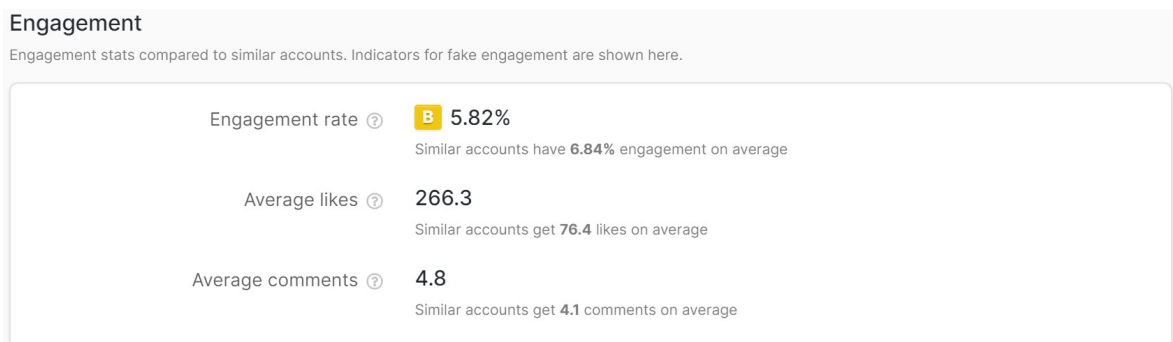 Engagement
Engagement stats compared to similar accounts. Indicators for fake engagement are shown here.
Engagement rate ? B 5.82%
Similar accounts have 6.84% engagement on average
Average likes ? 266.3
Similar accounts get 76.4 likes on average
Average comments ? 4.8
Similar accounts get 4.1 comments on average